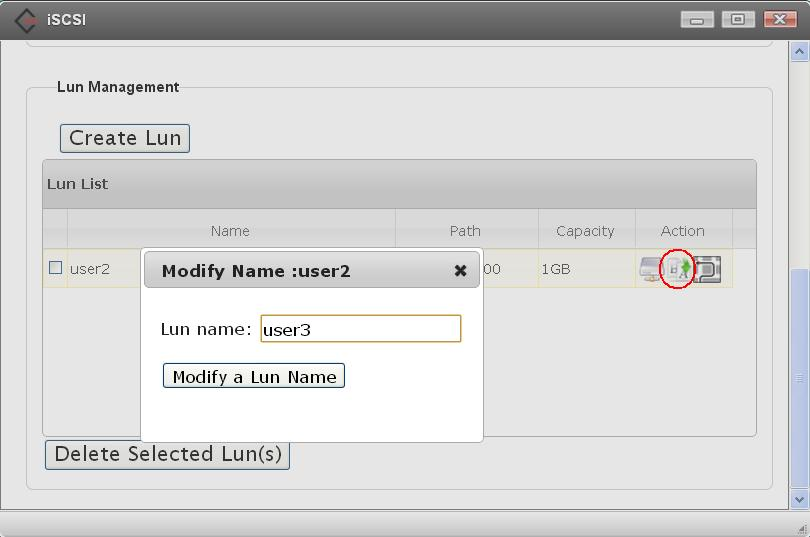 iSCSI
Lun Management
Create Lun
Lun List
Name Path Capacity Action
user2 00 1GB
Modify Name :user2
Lun name: user3
Modify a Lun Name
Delete Selected Lun(s)